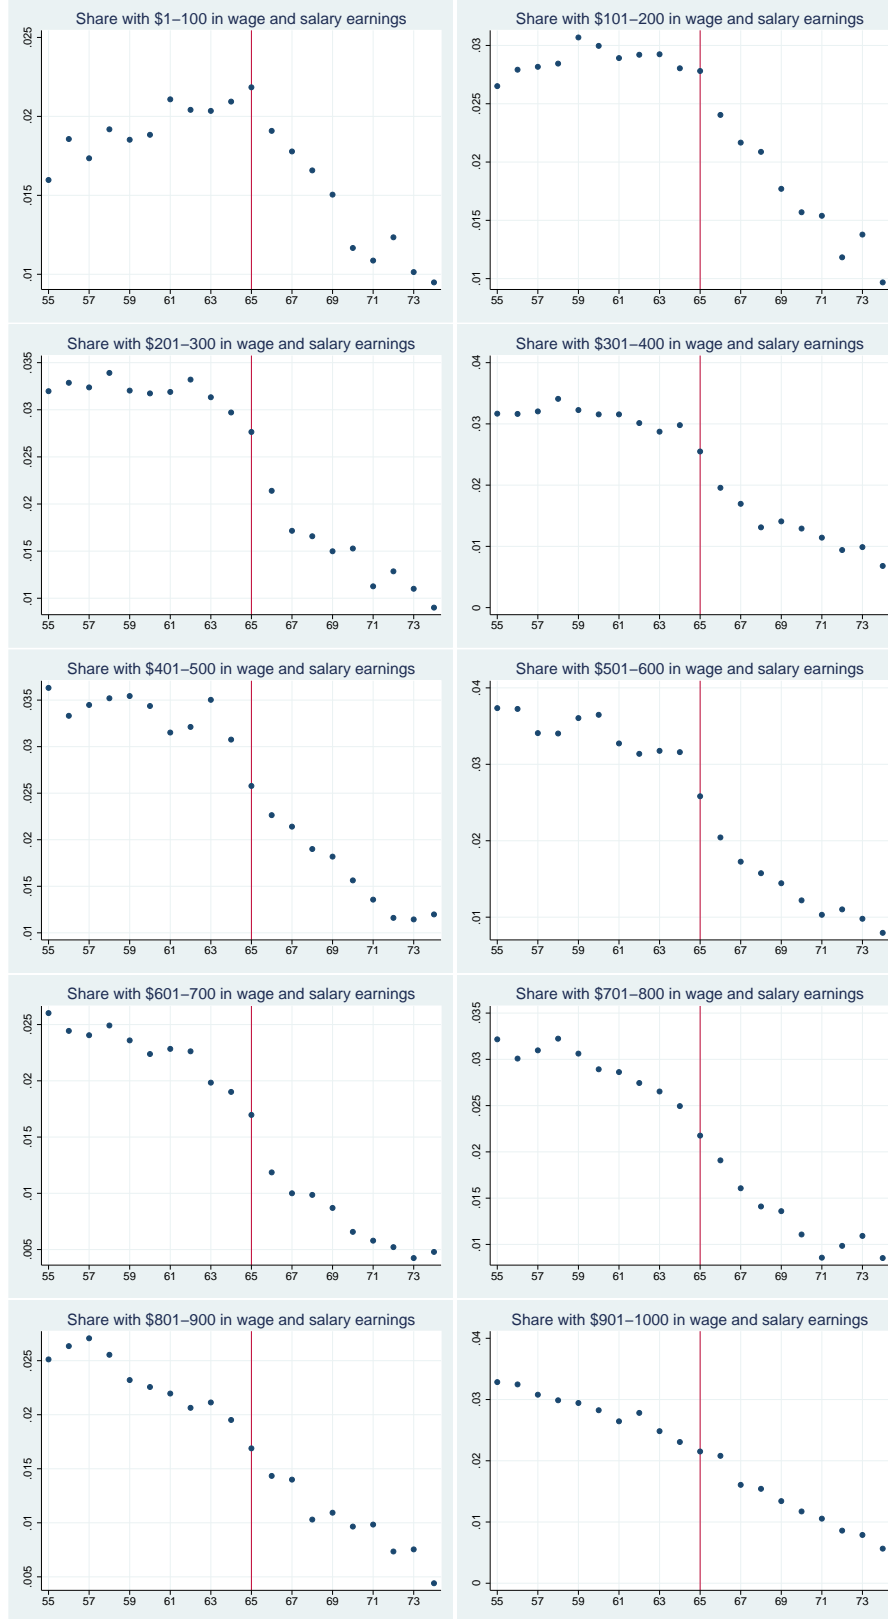 Share with $1–100 in wage and salary earnings
.025
.02
.015
.01
55 57 59 61 63 65 67 69 71 73
Share with $101–200 in wage and salary earnings
.03
.025
.02
.015
.01
55 57 59 61 63 65 67 69 71 73
Share with $201–300 in wage and salary earnings
.035
.03
.025
.02
.015
.01
55 57 59 61 63 65 67 69 71 73
Share with $301–400 in wage and salary earnings
.04
.03
.02
.01
0
55 57 59 61 63 65 67 69 71 73
Share with $401–500 in wage and salary earnings
.035
.03
.025
.02
.015
.01
55 57 59 61 63 65 67 69 71 73
Share with $501–600 in wage and salary earnings
.04
.03
.02
.01
55 57 59 61 63 65 67 69 71 73
Share with $601–700 in wage and salary earnings
.025
.02
.015
.01
.005
55 57 59 61 63 65 67 69 71 73
Share with $701–800 in wage and salary earnings
.035
.03
.025
.02
.015
.01
55 57 59 61 63 65 67 69 71 73
Share with $801–900 in wage and salary earnings
.025
.02
.015
.01
.005
55 57 59 61 63 65 67 69 71 73
Share with $901–1000 in wage and salary earnings
.04
.03
.02
.01
0
55 57 59 61 63 65 67 69 71 73